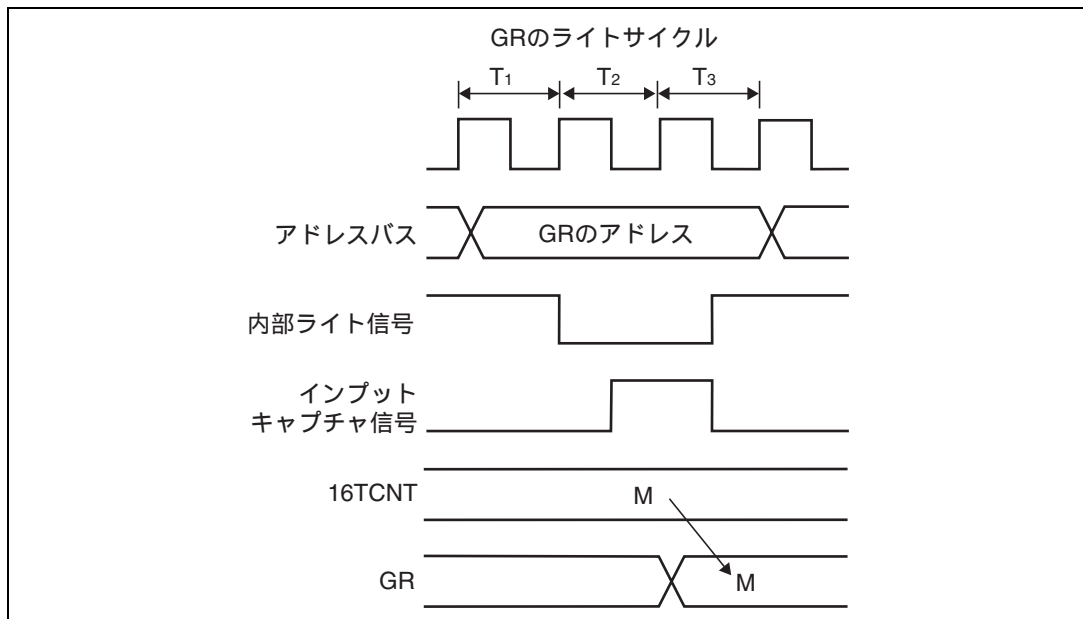 GRのライトサイクル
T1 T2 T3
アドレスバス GRのアドレス
内部ライト信号
インプット
キャプチャ信号
16TCNT M
GR M